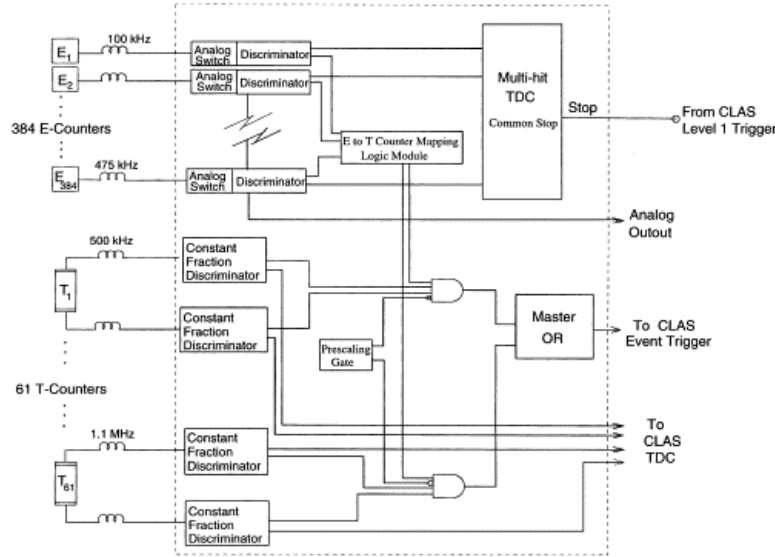 100 kHz
E1
Analog Switch
Discriminator
E2
Analog Switch
Discriminator
Multi-hit
TDC
Common Stop
Stop
From CLAS
Level 1 Trigger
384 E-Counters
E to T Counter Mapping
Logic Module
475 kHz
E384
Analog Switch
Discriminator
Analog
Outout
500 kHz
Constant
Fraction
Discriminator
T1
Constant
Fraction
Discriminator
Master
OR
To CLAS
Event Trigger
Prescaling
Gate
61 T-Counters
1.1 MHz
Constant
Fraction
Discriminator
To
CLAS
TDC
T61
Constant
Fraction
Discriminator